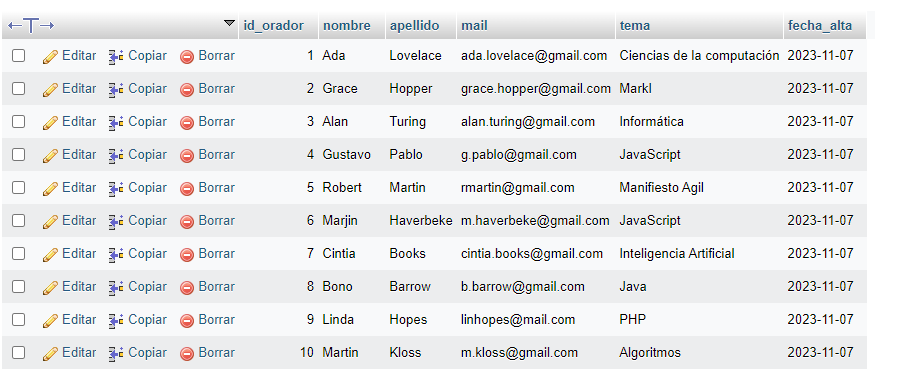 id_orador nombre apellido mail tema fecha_alta
Editar Copiar Borrar 1 Ada Lovelace ada.lovelace@gmail.com Ciencias de la computación 2023-11-07
Editar Copiar Borrar 2 Grace Hopper grace.hopper@gmail.com Markl 2023-11-07
Editar Copiar Borrar 3 Alan Turing alan.turing@gmail.com Informática 2023-11-07
Editar Copiar Borrar 4 Gustavo Pablo g.pablo@gmail.com JavaScript 2023-11-07
Editar Copiar Borrar 5 Robert Martin rmartin@gmail.com Manifiesto Agil 2023-11-07
Editar Copiar Borrar 6 Marjin Haverbeke m.haverbeke@gmail.com JavaScript 2023-11-07
Editar Copiar Borrar 7 Cintia Books cintia.books@gmail.com Inteligencia Artificial 2023-11-07
Editar Copiar Borrar 8 Bono Barrow b.barrow@gmail.com Java 2023-11-07
Editar Copiar Borrar 9 Linda Hopes linhopes@mail.com PHP 2023-11-07
Editar Copiar Borrar 10 Martin Kloss m.kloss@gmail.com Algoritmos 2023-11-07